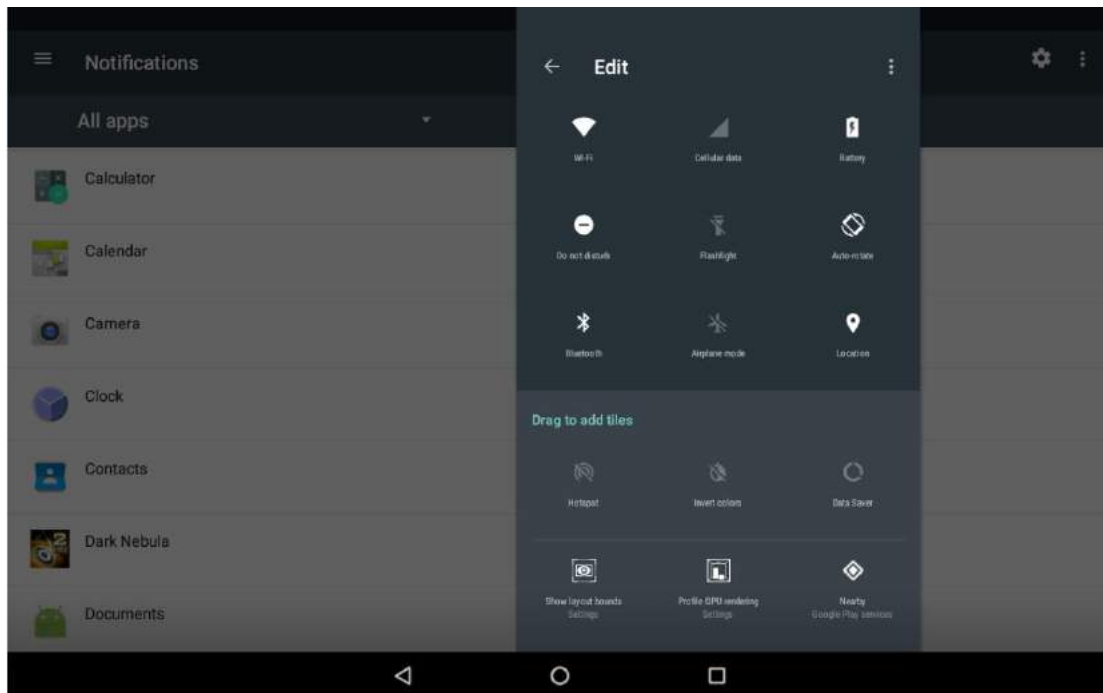 Notifications
All apps
Calculator
Calendar
Camera
Clock
Contacts
Dark Nebula
2
Documents
Edit
Wi-Fi
Cellular data
Battery
Do not disturb
Flashlight
Auto-rotate
Bluetooth
Airplane mode
Location
Drag to add tiles
Hotspot
Invert colors
Data Saver
Show layout bounds
Settings
Profile GPU rendering
Settings
Nearby
Google Play services